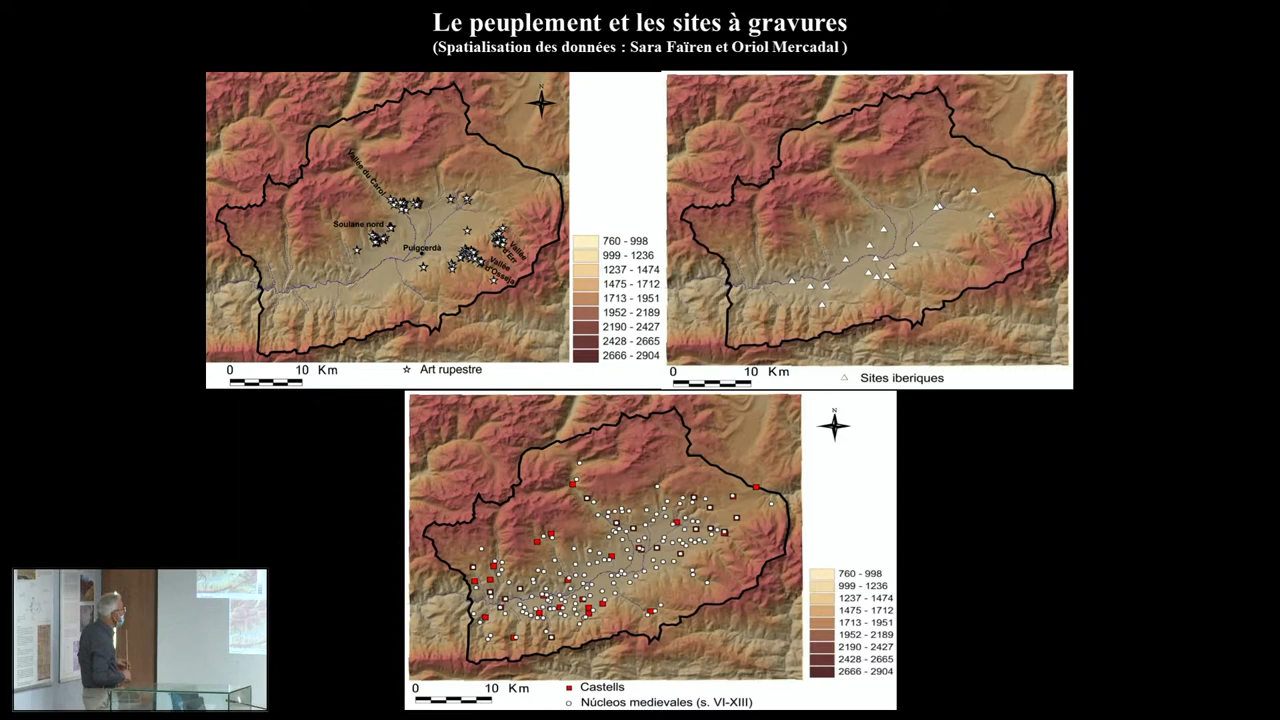 Le peuplement et les sites à gravures
(Spatialisation des données : Sara Faïren et Oriol Mercadal )
N
Vallée du Carol
Soulane nord
Puigcerdà
Vallée d'Err
Vallée d'Osseja
760 - 998
999 - 1236
1237 - 1474
1475 - 1712
1713 - 1951
1952 - 2189
2190 - 2427
2428 - 2665
2666 - 2904
0 10 Km
Art rupestre
0 10 Km
Sites iberiques
N
760 - 998
999 - 1236
1237 - 1474
1475 - 1712
1713 - 1951
1952 - 2189
2190 - 2427
2428 - 2665
2666 - 2904
0 10 Km
Castells
Núcleos medievales (s. VI-XIII)